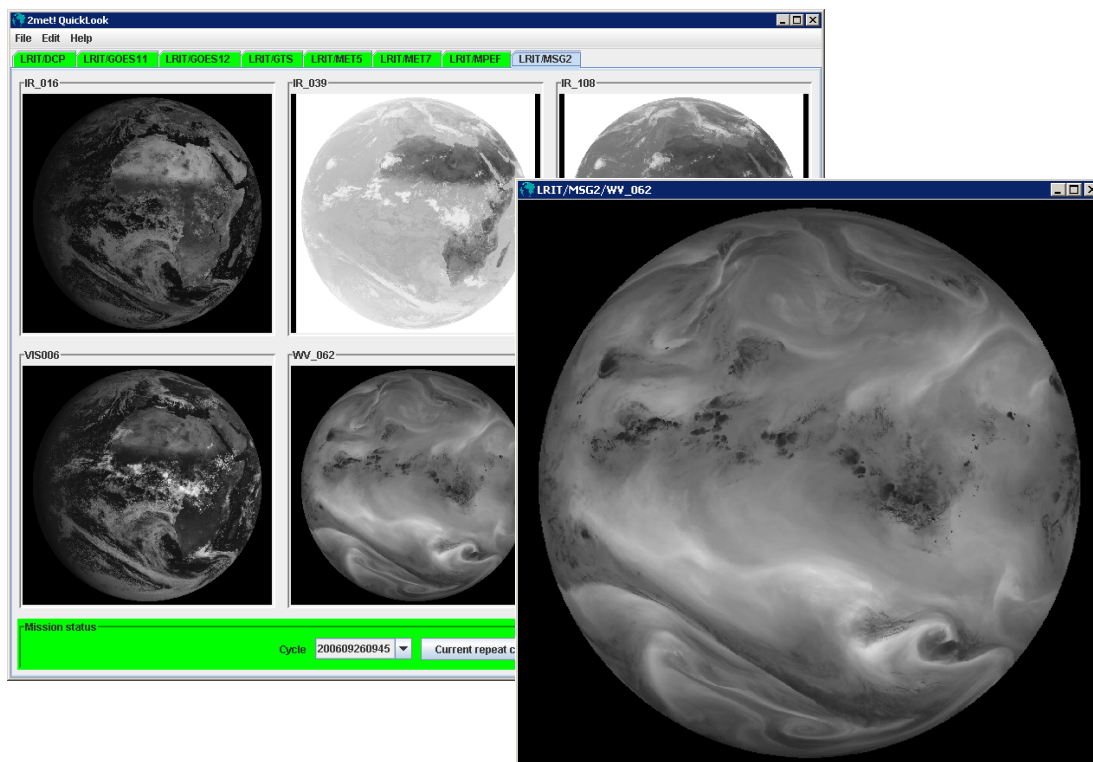 2met! QuickLook
File Edit Help
LRIT/DCP LRIT/GOES11 LRIT/GOES12 LRIT/GTS LRIT/MET5 LRIT/MET7 LRIT/MPEF LRIT/MSG2
IR_016 IR_039 IR_108
LRIT/MSG2/WV_062
VIS006 WV_062
Mission status
Cycle 200609260945 Current repeat c